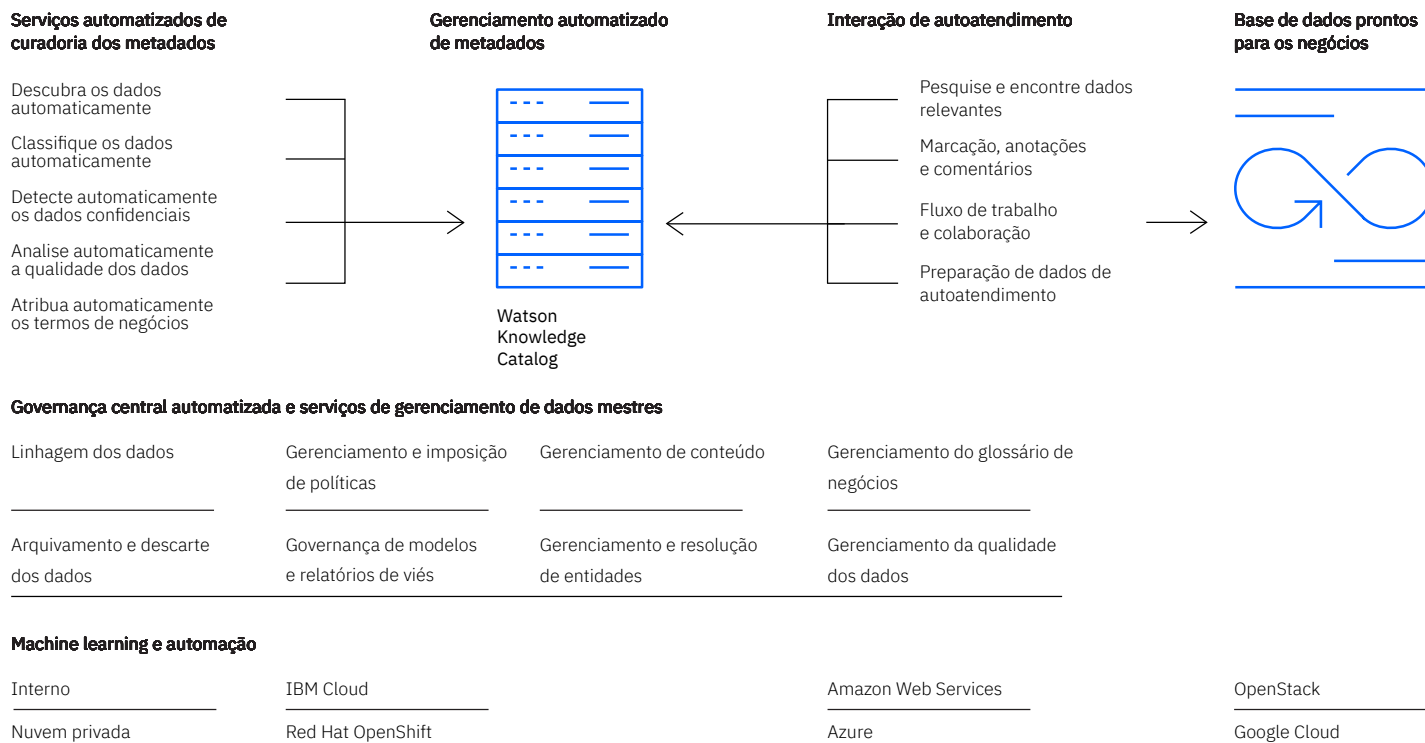 Serviços automatizados de
curadoria dos metadados
Descubra os dados
automaticamente
Classifique os dados
automaticamente
Detecte automaticamente
os dados confidenciais
Analise automaticamente
a qualidade dos dados
Atribua automaticamente
os termos de negócios
Gerenciamento automatizado
de metadados
Watson
Knowledge
Catalog
Interação de autoatendimento
Pesquise e encontre dados
relevantes
Marcação, anotações
e comentários
Fluxo de trabalho
e colaboração
Preparação de dados de
autoatendimento
Base de dados prontos
para os negócios
Governança central automatizada e serviços de gerenciamento de dados mestres
Linhagem dos dados
Gerenciamento e imposição
de políticas
Gerenciamento de conteúdo
Gerenciamento do glossário de
negócios
Arquivamento e descarte
dos dados
Governança de modelos
e relatórios de viés
Gerenciamento e resolução
de entidades
Gerenciamento da qualidade
dos dados
Machine learning e automação
Interno
IBM Cloud
Amazon Web Services
OpenStack
Nuvem privada
Red Hat OpenShift
Azure
Google Cloud